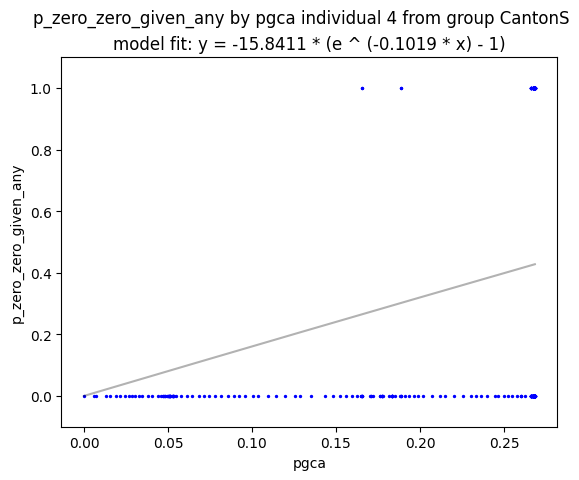 p_zero_zero_given_any by pgca individual 4 from group CantonS
model fit: y = -15.8411 * (e ^ (-0.1019 * x) - 1)
1.0
0.8
0.6
0.4
0.2
0.0
p_zero_zero_given_any
0.00 0.05 0.10 0.15 0.20 0.25
pgca